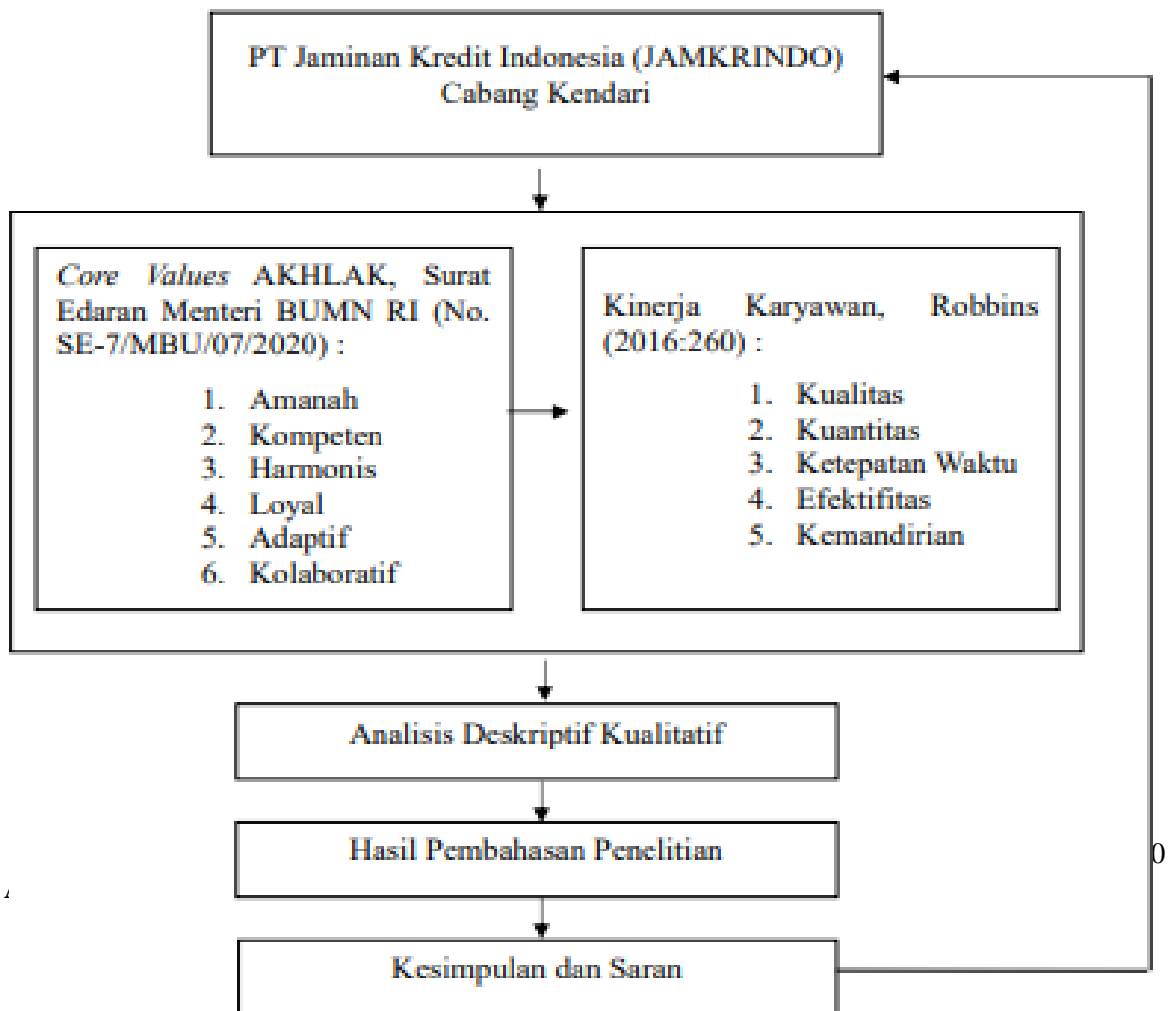 PT Jaminan Kredit Indonesia (JAMKRINDO)
Cabang Kendari
Core Values AKHLAK, Surat
Edaran Menteri BUMN RI (No.
SE-7/MBU/07/2020) :
1. Amanah
2. Kompeten
3. Harmonis
4. Loyal
5. Adaptif
6. Kolaboratif
Kinerja Karyawan, Robbins
(2016:260) :
1. Kualitas
2. Kuantitas
3. Ketepatan Waktu
4. Efektifitas
5. Kemandirian
Analisis Deskriptif Kualitatif
Hasil Pembahasan Penelitian
0
Kesimpulan dan Saran